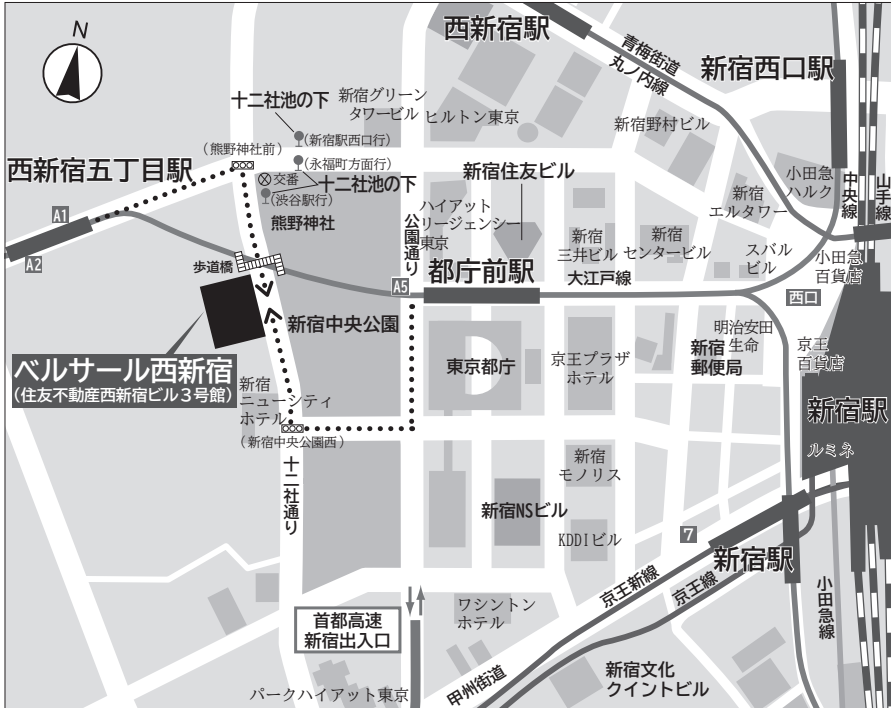 N
西新宿駅
青梅街道
丸ノ内線
新宿西口駅
十二社池の下
新宿グリーン
タワービル
ヒルトン東京
(新宿駅西口行)
(熊野神社前)
(永福町方面行)
交番
十二社池の下
(渋谷駅行)
熊野神社
西新宿五丁目駅
A1
A2
新宿野村ビル
新宿住友ビル
小田急
ハルク
中央線
山手線
新宿
エルタワー
ハイアット
リージェンシー
東京
公園通り
新宿
三井ビル
新宿
センタービル
スバル
ビル
小田急
百貨店
歩道橋
A5
都庁前駅
大江戸線
西口
新宿中央公園
ベルサール西新宿
(住友不動産西新宿ビル3号館)
新宿
ニューシティ
ホテル
(新宿中央公園西)
東京都庁
京王プラザ
ホテル
新宿
郵便局
明治安田
生命
京王
百貨店
新宿駅
ルミネ
十二社通り
新宿
モノリス
新宿NSビル
KDDIビル
7
新宿駅
京王新線
京王線
小田急線
首都高速
新宿出入口
ワシントン
ホテル
甲州街道
新宿文化
クイントビル
パークハイアット東京